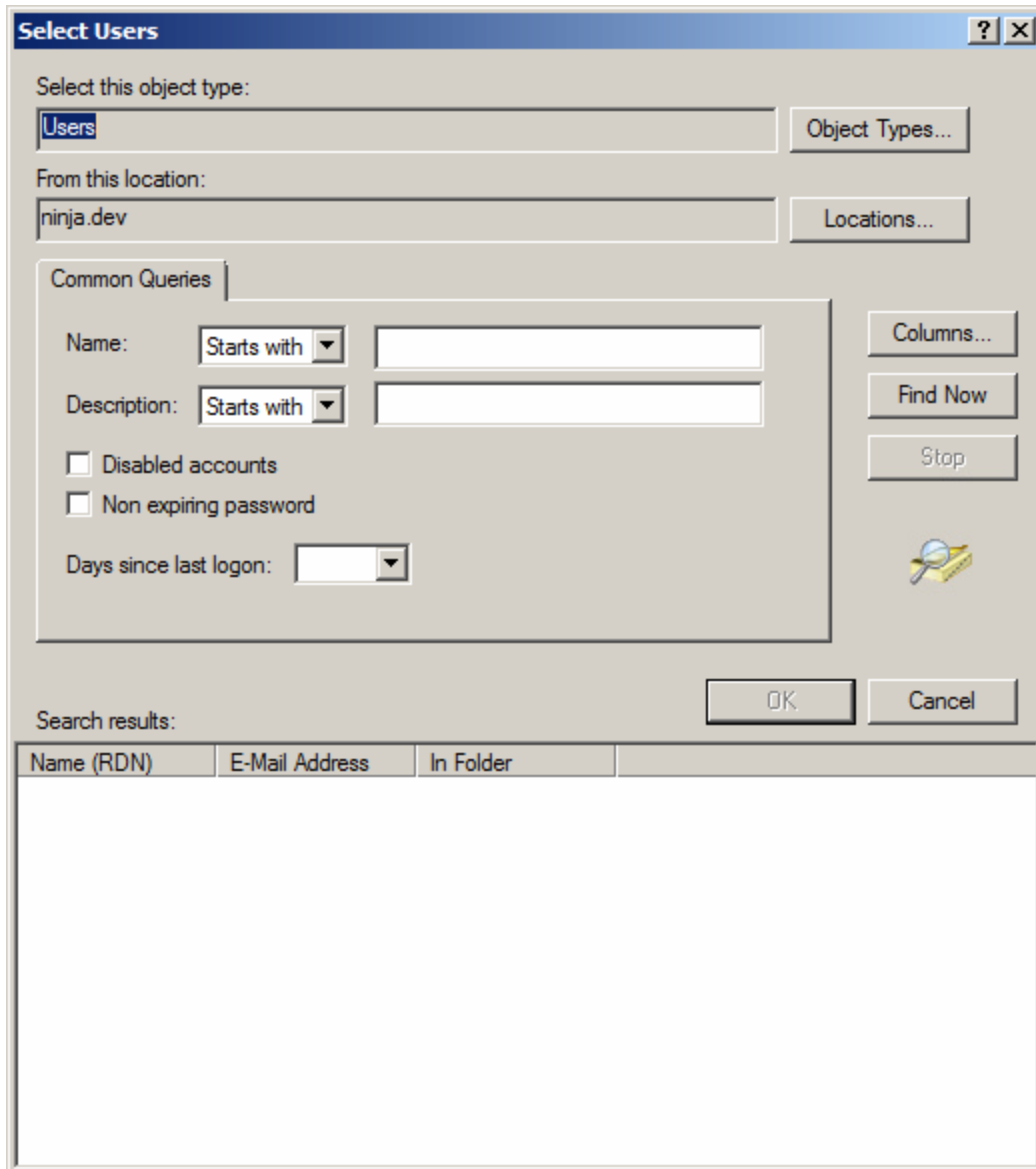 Select Users
Select this object type:
Users
Object Types...
From this location:
ninja.dev
Locations...
Common Queries
Name: Starts with
Columns...
Description: Starts with
Find Now
Disabled accounts
Stop
Non expiring password
Days since last logon:
OK Cancel
Search results:
Name (RDN) E-Mail Address In Folder